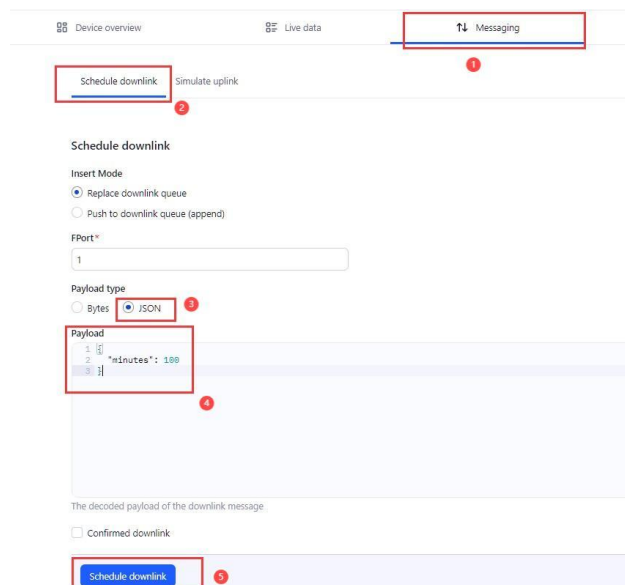 Device overview
Live data
Messaging
1
Schedule downlink
Simulate uplink
2
Schedule downlink
Insert Mode
Replace downlink queue
Push to downlink queue (append)
FPort*
1
Payload type
Bytes
JSON
3
Payload
1 {
2 "minutes": 100
3 }
4
The decoded payload of the downlink message
Confirmed downlink
Schedule downlink
5